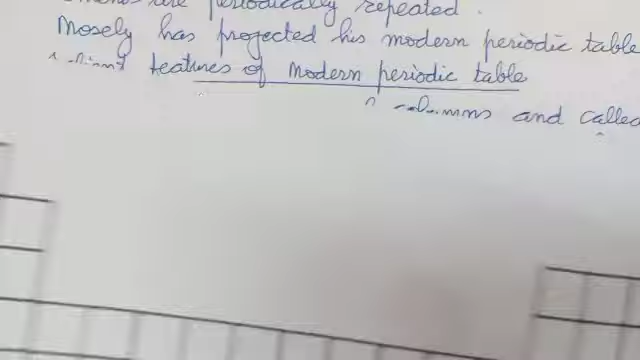 are periodically repeated.
Mosely has projected his modern periodic table
features of Modern periodic table
columns and called